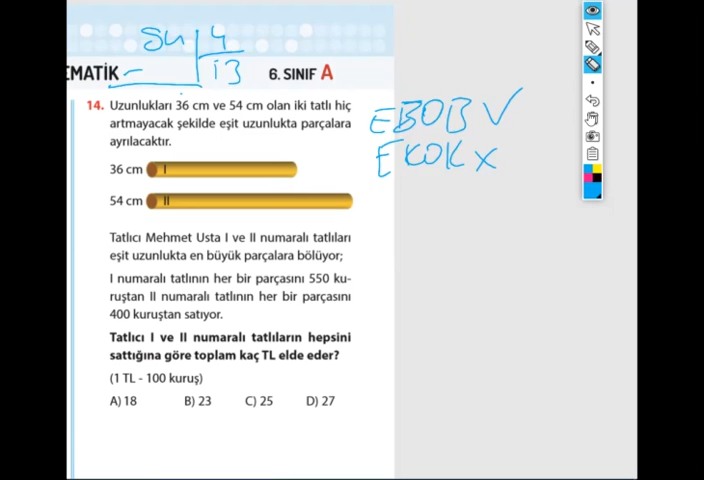 54 4
EMATİK - 13 6. SINIF A
14. Uzunlukları 36 cm ve 54 cm olan iki tatlı hiç
artmayacak şekilde eşit uzunlukta parçalara
ayrılacaktır.
36 cm I
54 cm II
Tatlıcı Mehmet Usta I ve II numaralı tatlıları
eşit uzunlukta en büyük parçalara bölüyor;
I numaralı tatlının her bir parçasını 550 ku-
ruştan II numaralı tatlının her bir parçasını
400 kuruştan satıyor.
Tatlıcı I ve II numaralı tatlıların hepsini
sattığına göre toplam kaç TL elde eder?
(1 TL - 100 kuruş)
A) 18 B) 23 C) 25 D) 27
EBOB ✓
EKOK x